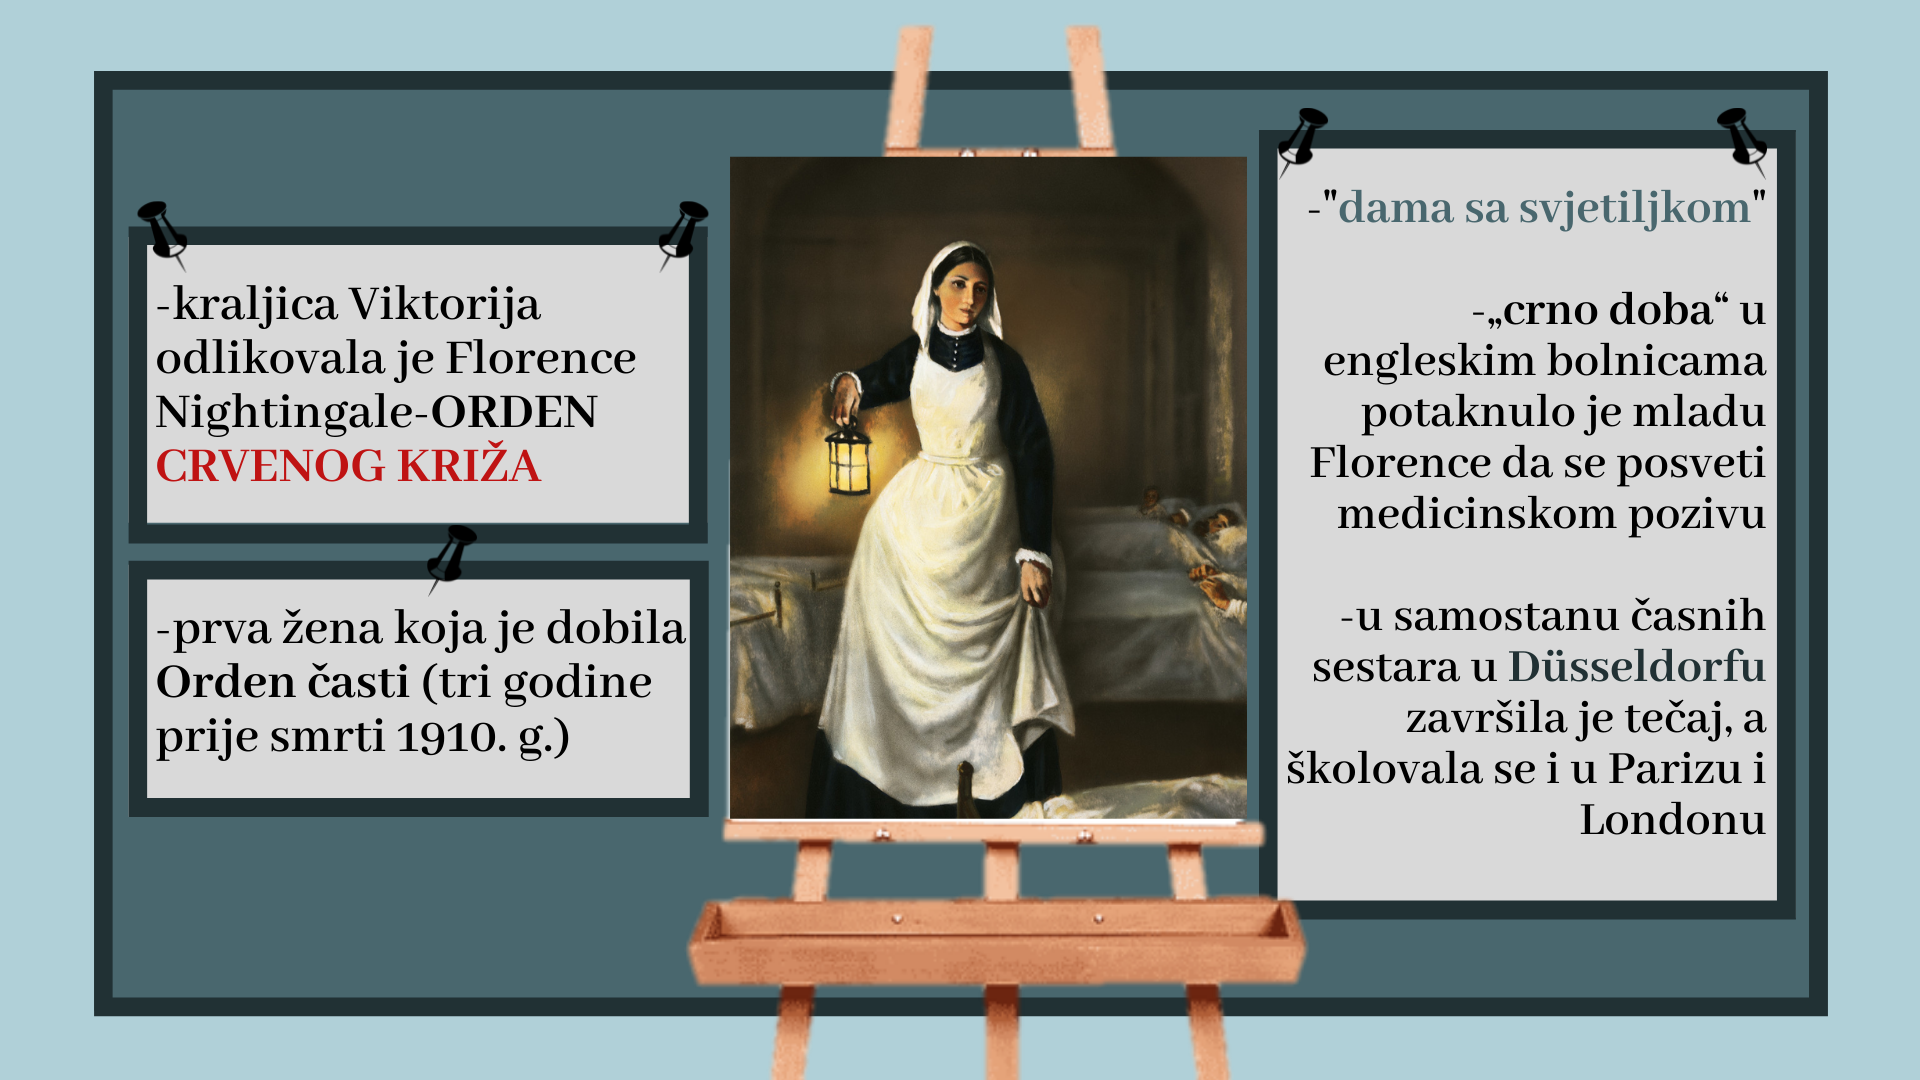 -kraljica Viktorija
odlikovala je Florence
Nightingale-ORDEN
CRVENOG KRIŽA
-prva žena koja je dobila
Orden časti (tri godine
prije smrti 1910. g.)
-"dama sa svjetiljkom"
-„crno doba“ u
engleskim bolnicama
potaknulo je mladu
Florence da se posveti
medicinskom pozivu
-u samostanu časnih
sestara u Düsseldorfu
završila je tečaj, a
školovala se i u Parizu i
Londonu